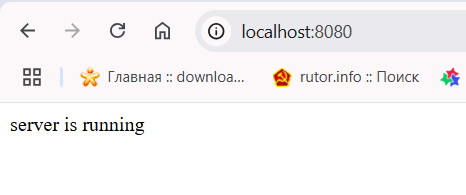 localhost:8080
Главная :: downloa... rutor.info :: Поиск
server is running